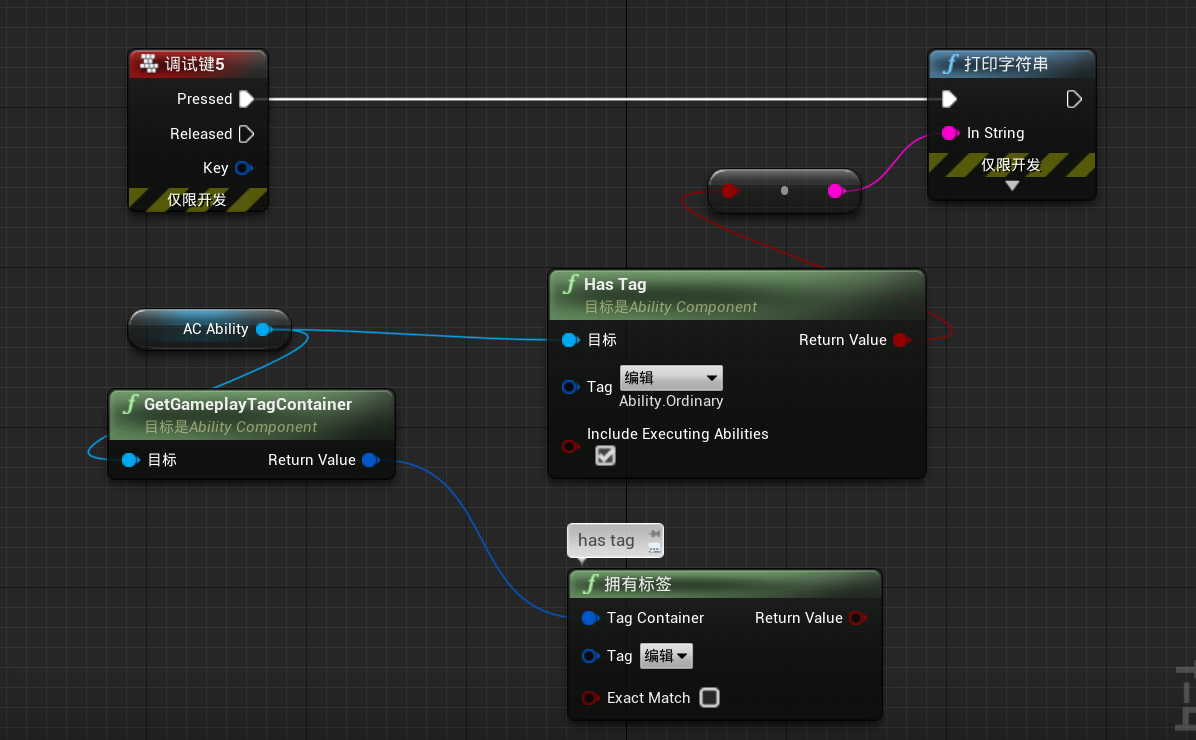 调试键5
Pressed
Released
Key
仅限开发
打印字符串
In String
仅限开发
Has Tag
目标是Ability Component
目标
Return Value
Tag
编辑
Ability.Ordinary
Include Executing Abilities
AC Ability
GetGameplayTagContainer
目标是Ability Component
目标
Return Value
has tag
拥有标签
Tag Container
Return Value
Tag
编辑
Exact Match